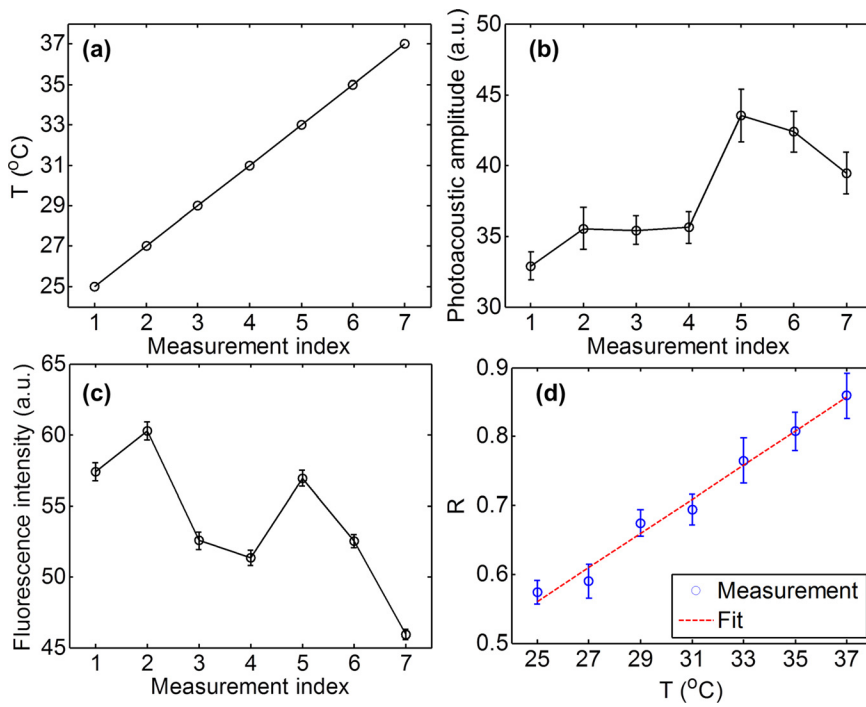 (a)
37
35
33
31
29
27
25
T (°C)
1 2 3 4 5 6 7
Measurement index
(b)
50
45
40
35
30
Photoacoustic amplitude (a.u.)
1 2 3 4 5 6 7
Measurement index
(c)
65
60
55
50
45
Fluorescence intensity (a.u.)
1 2 3 4 5 6 7
Measurement index
(d)
0.9
0.8
0.7
0.6
0.5
R
Measurement
Fit
25 27 29 31 33 35 37
T (°C)